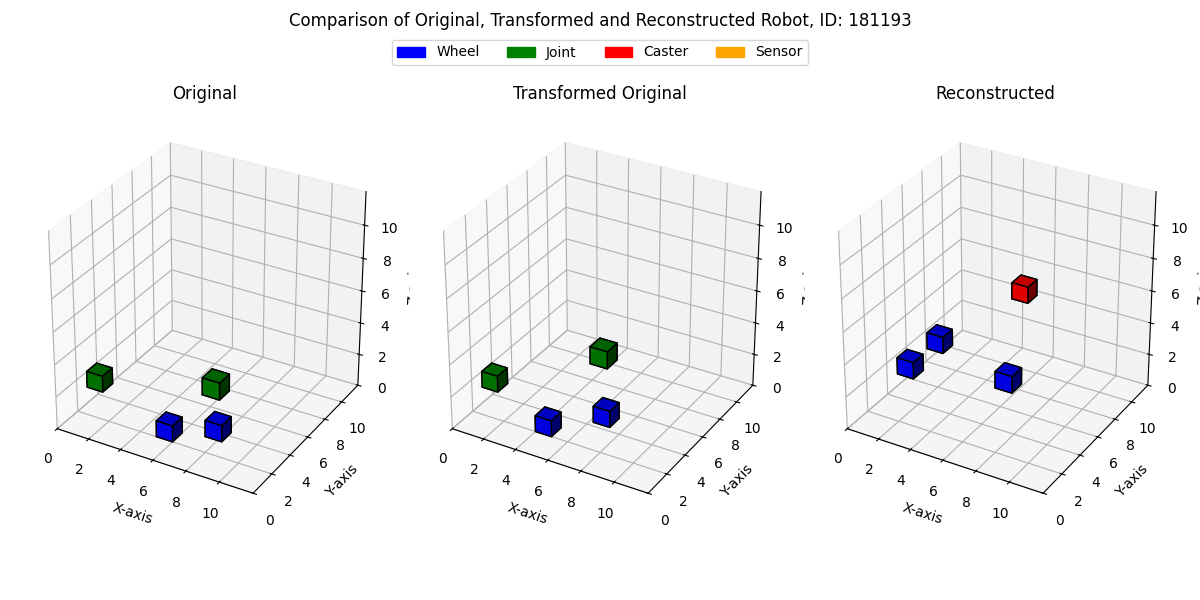 Comparison of Original, Transformed and Reconstructed Robot, ID: 181193
Wheel Joint Caster Sensor
Original Transformed Original Reconstructed
10 10 10
8 8 8
6 6 6
4 4 4
2 2 2
0 0 0
0 2 4 6 8 10 0 2 4 6 8 10 0 2 4 6 8 10
0 2 4 6 8 10 0 2 4 6 8 10 0 2 4 6 8 10
X-axis Y-axis X-axis Y-axis X-axis Y-axis